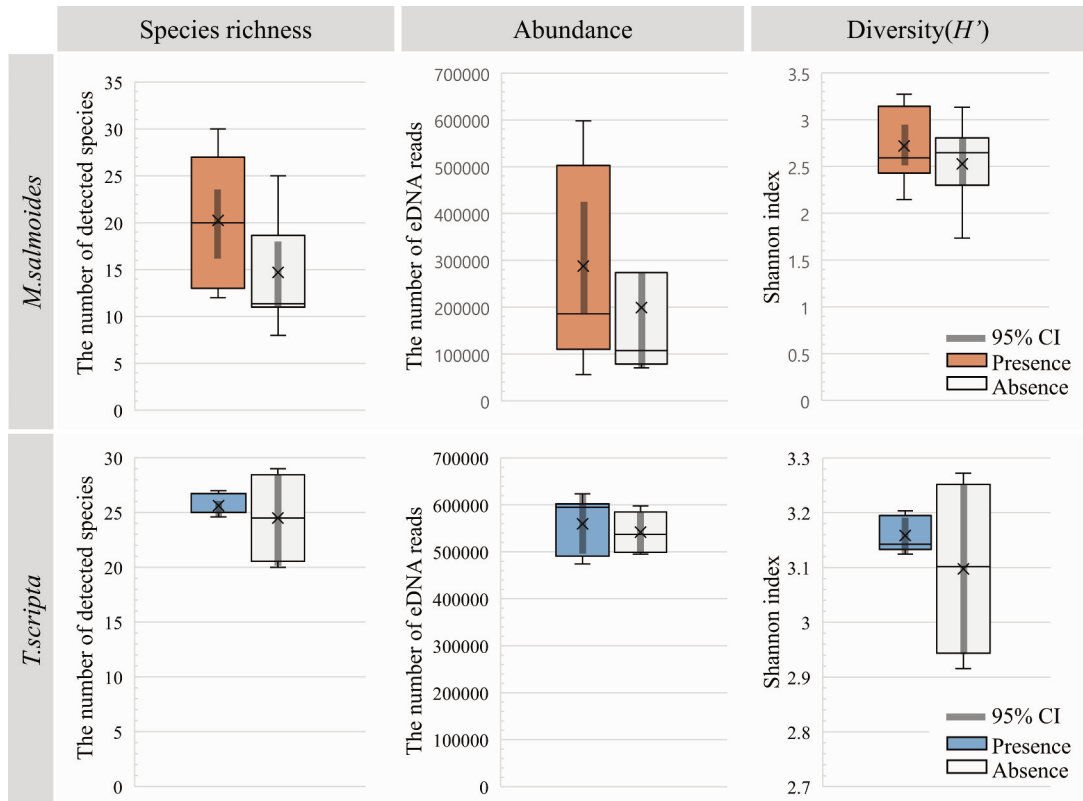 Species richness
Abundance
Diversity(H’)
M.salmoides
The number of detected species
35
30
25
20
15
10
5
0
The number of eDNA reads
700000
600000
500000
400000
300000
200000
100000
0
Shannon index
3.5
3
2.5
2
1.5
1
0.5
0
95% CI
Presence
Absence
T.scripta
The number of detected species
30
25
20
15
10
5
0
The number of eDNA reads
700000
600000
500000
400000
300000
200000
100000
0
Shannon index
3.3
3.2
3.1
3
2.9
2.8
2.7
95% CI
Presence
Absence